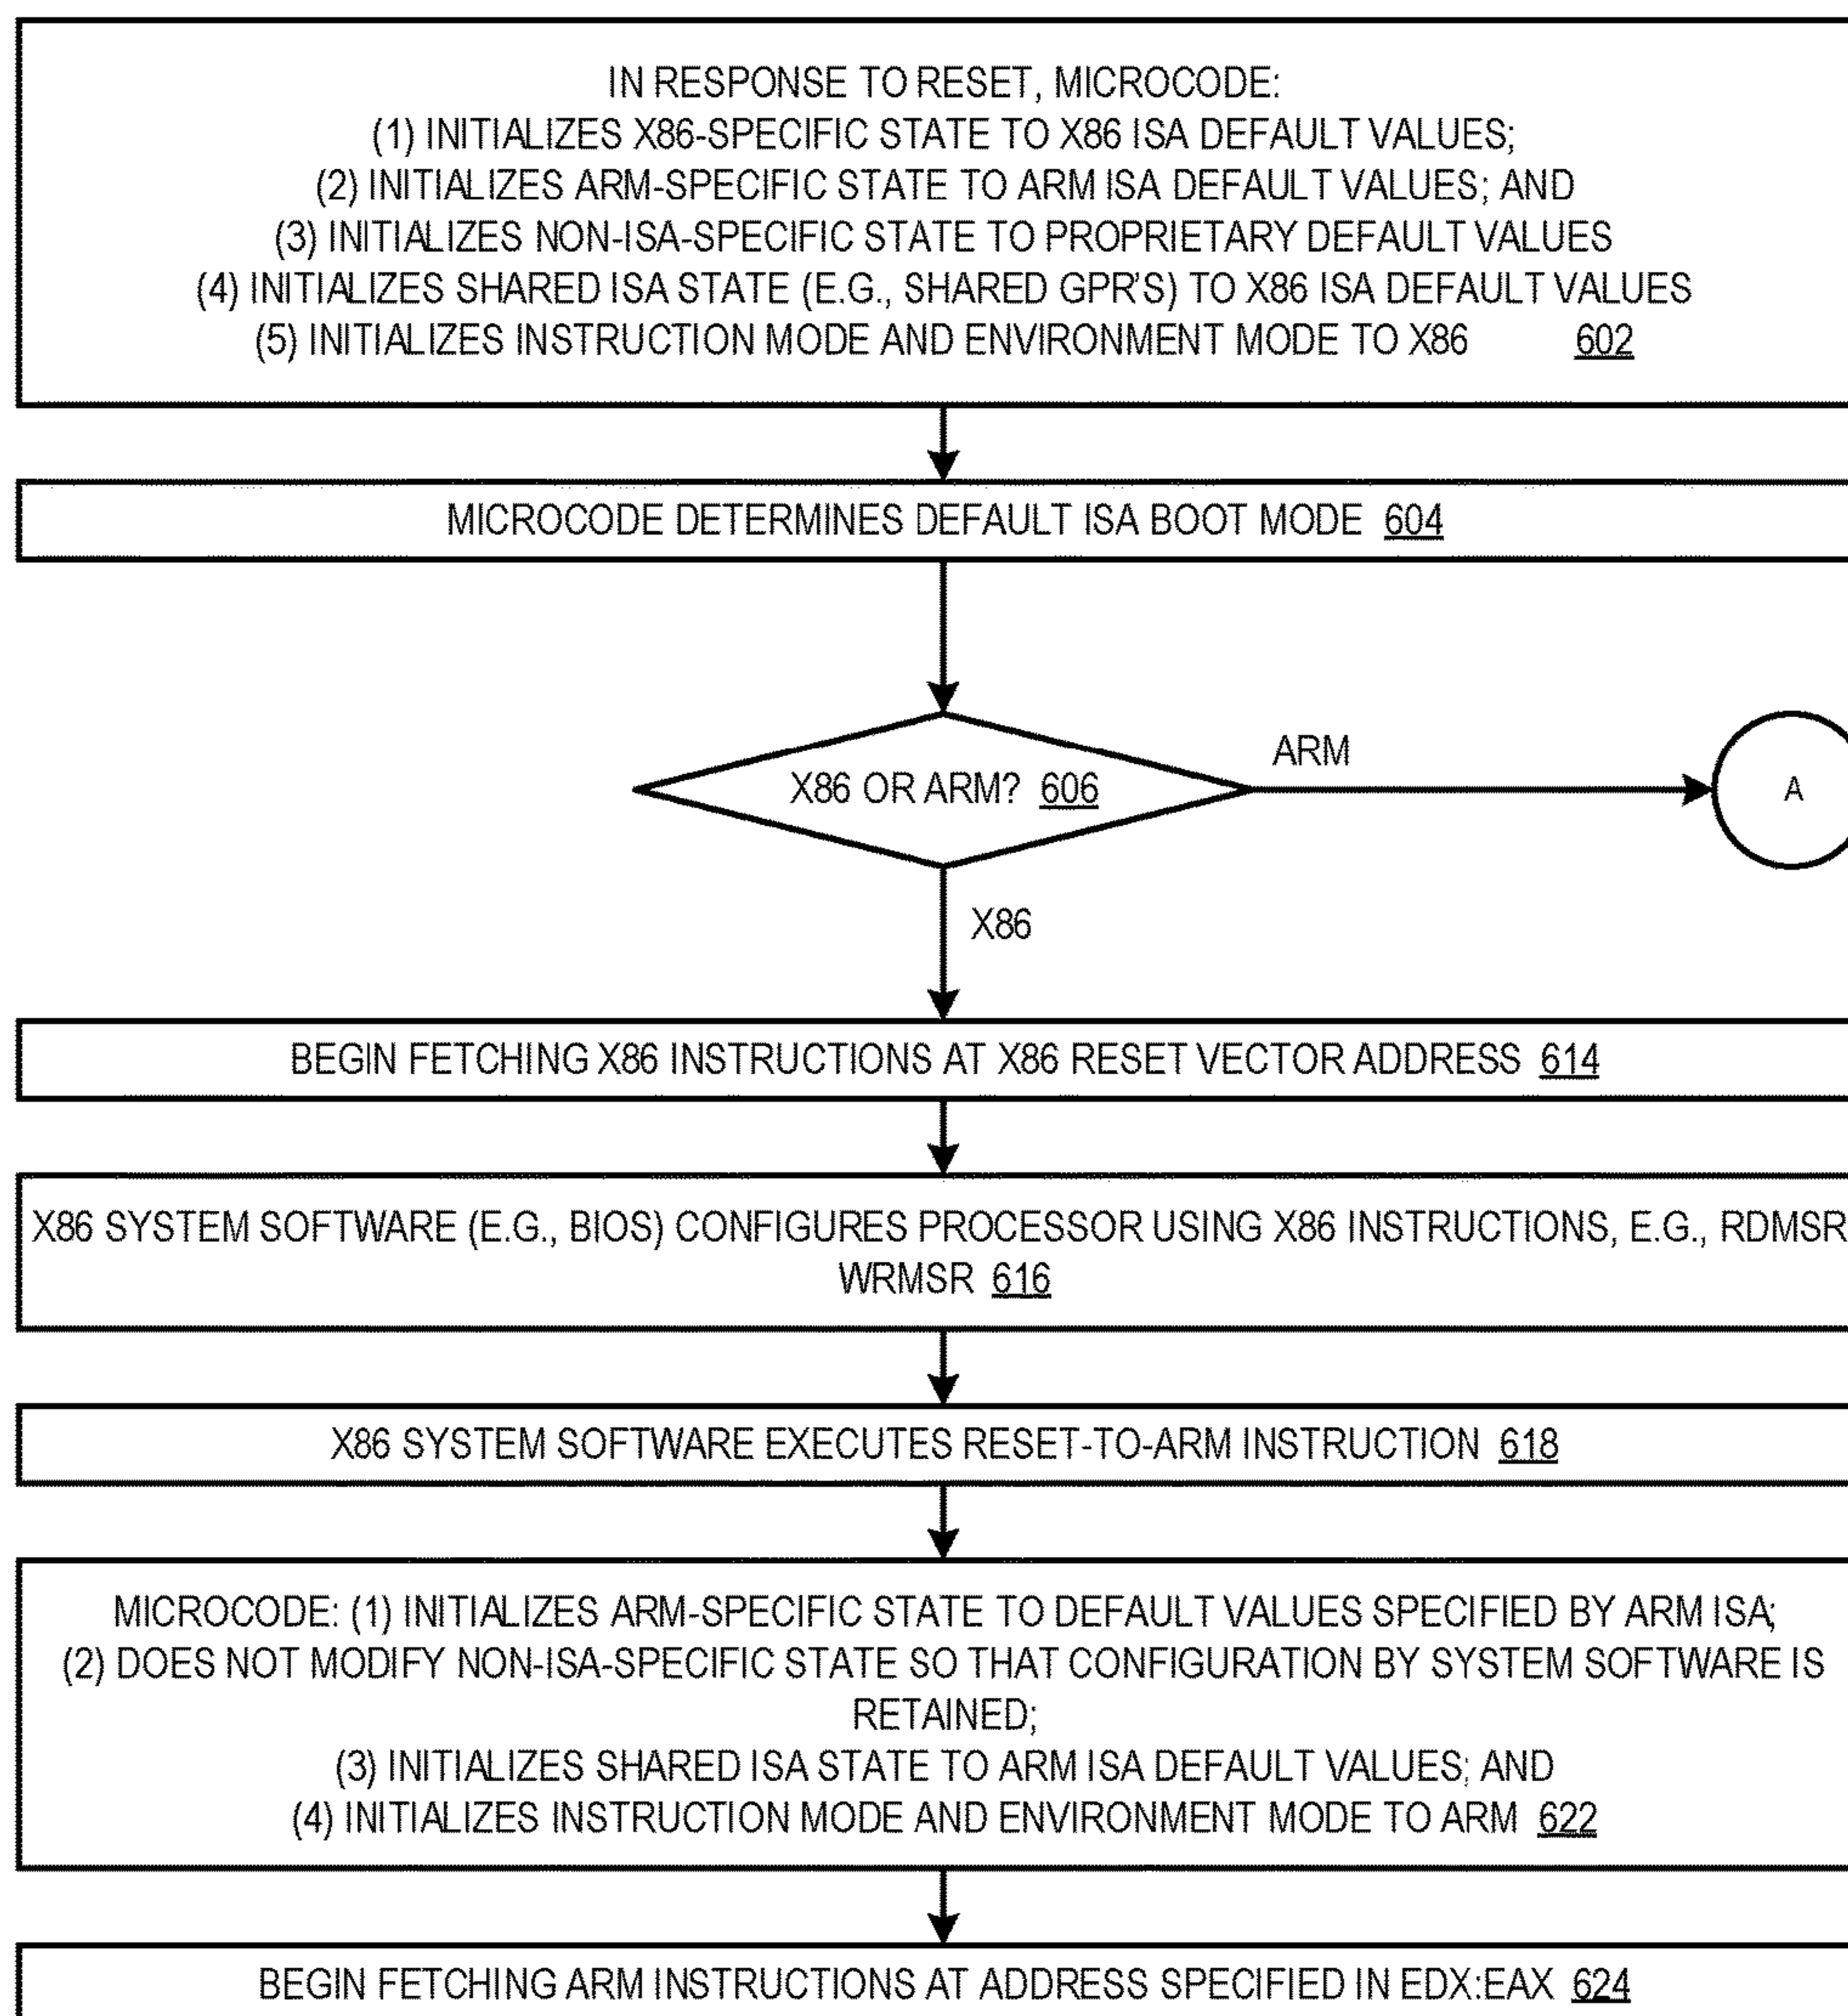 IN RESPONSE TO RESET, MICROCODE:
(1) INITIALIZES X86-SPECIFIC STATE TO X86 ISA DEFAULT VALUES;
(2) INITIALIZES ARM-SPECIFIC STATE TO ARM ISA DEFAULT VALUES; AND
(3) INITIALIZES NON-ISA-SPECIFIC STATE TO PROPRIETARY DEFAULT VALUES
(4) INITIALIZES SHARED ISA STATE (E.G., SHARED GPR'S) TO X86 ISA DEFAULT VALUES
(5) INITIALIZES INSTRUCTION MODE AND ENVIRONMENT MODE TO X86 602
MICROCODE DETERMINES DEFAULT ISA BOOT MODE 604
ARM
X86 OR ARM? 606
A
X86
BEGIN FETCHING X86 INSTRUCTIONS AT X86 RESET VECTOR ADDRESS 614
X86 SYSTEM SOFTWARE (E.G., BIOS) CONFIGURES PROCESSOR USING X86 INSTRUCTIONS, E.G., RDMSR
WRMSR 616
X86 SYSTEM SOFTWARE EXECUTES RESET-TO-ARM INSTRUCTION 618
MICROCODE: (1) INITIALIZES ARM-SPECIFIC STATE TO DEFAULT VALUES SPECIFIED BY ARM ISA;
(2) DOES NOT MODIFY NON-ISA-SPECIFIC STATE SO THAT CONFIGURATION BY SYSTEM SOFTWARE IS
RETAINED;
(3) INITIALIZES SHARED ISA STATE TO ARM ISA DEFAULT VALUES; AND
(4) INITIALIZES INSTRUCTION MODE AND ENVIRONMENT MODE TO ARM 622
BEGIN FETCHING ARM INSTRUCTIONS AT ADDRESS SPECIFIED IN EDX:EAX 624